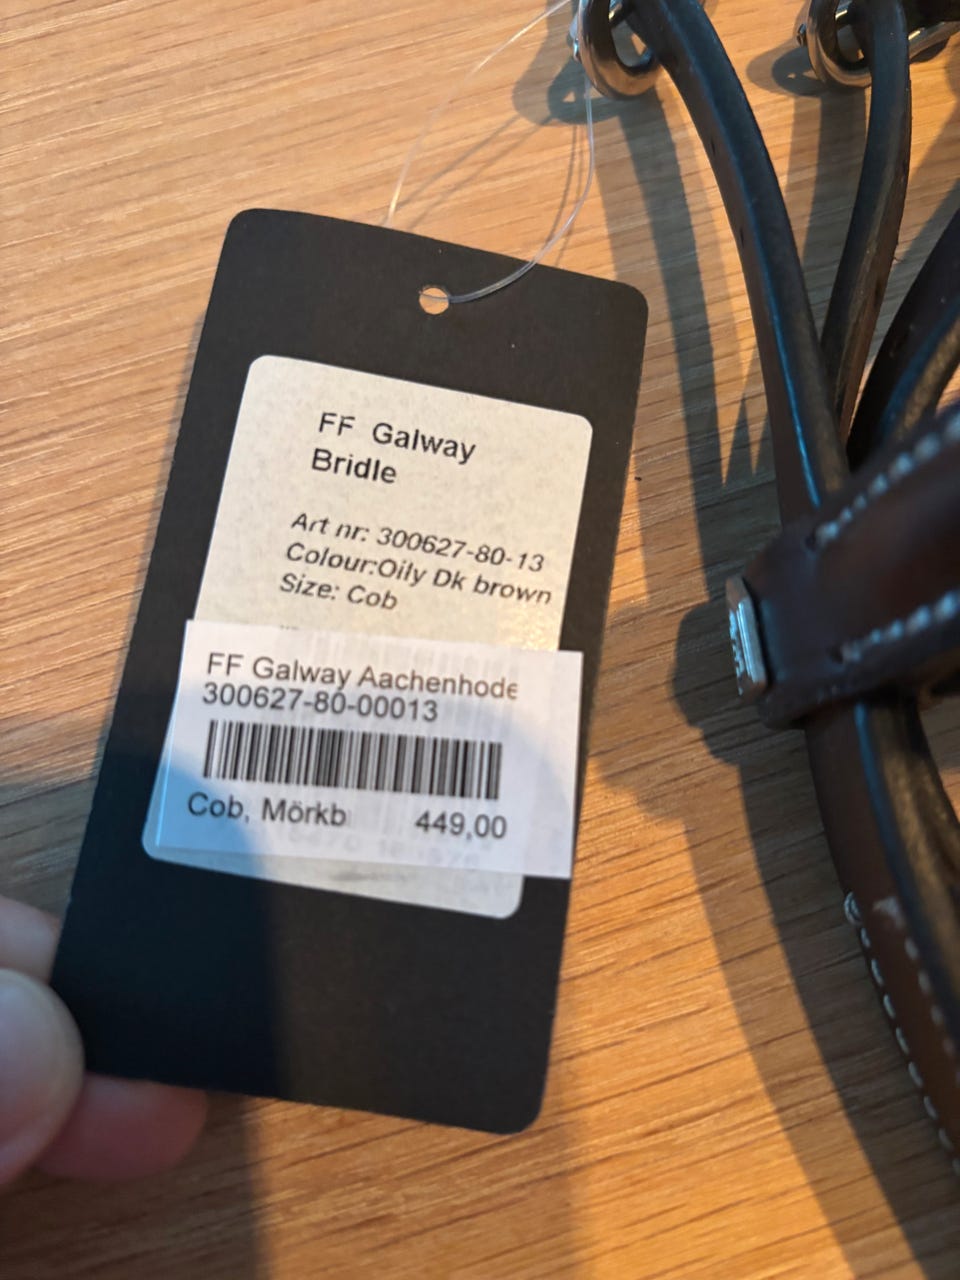 FF Galway
Bridle
Art nr: 300627-80-13
Colour:Oily Dk brown
Size: Cob
FF Galway Aachenhode
300627-80-00013
Cob, Mörkb
449,00